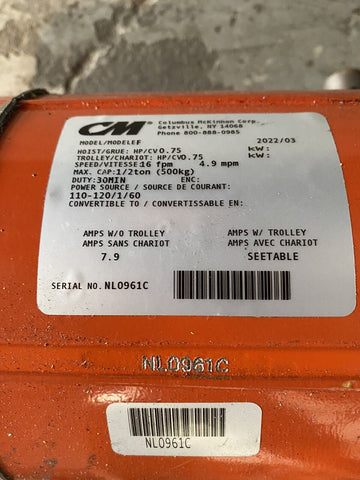 CM
Columbus McKinnon Corp.
Getzville, NY 14068
Phone 800-888-0985
MODEL/MODELE:F 2022/03
HOIST/GRUE: HP/CV0.75 kW:
TROLLEY/CHARIOT: HP/CV0.75 kW:
SPEED/VITESSE16 fpm 4.9 mpm
MAX. CAP:1/2ton (500kg)
DUTY:30MIN ENC:
POWER SOURCE / SOURCE DE COURANT:
110-120/1/60
CONVERTIBLE TO / CONVERTISSABLE EN:
AMPS W/O TROLLEY AMPS W/ TROLLEY
AMPS SANS CHARIOT AMPS AVEC CHARIOT
7.9 SEETABLE
SERIAL NO.NL0961C
NL0961C
NL0961C